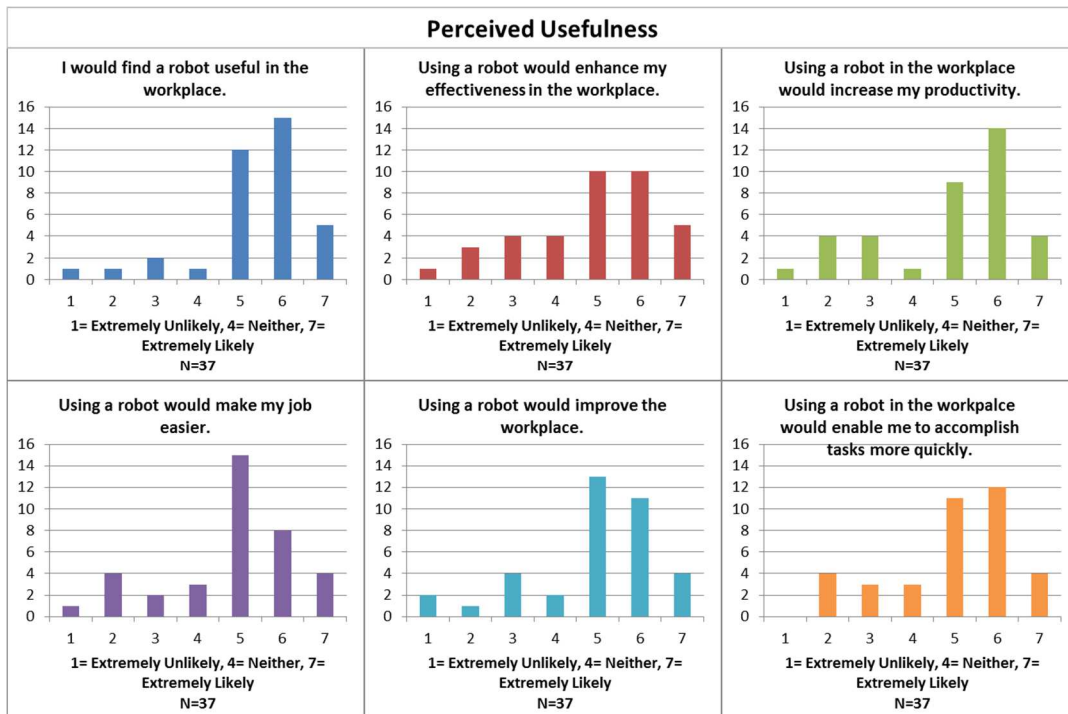 Perceived Usefulness
I would find a robot useful in the
workplace.
16
14
12
10
8
6
4
2
0
1 2 3 4 5 6 7
1= Extremely Unlikely, 4= Neither, 7=
Extremely Likely
N=37
Using a robot would enhance my
effectiveness in the workplace.
16
14
12
10
8
6
4
2
0
1 2 3 4 5 6 7
1= Extremely Unlikely, 4= Neither, 7=
Extremely Likely
N=37
Using a robot in the workplace
would increase my productivity.
16
14
12
10
8
6
4
2
0
1 2 3 4 5 6 7
1= Extremely Unlikely, 4= Neither, 7=
Extremely Likely
N=37
Using a robot would make my job
easier.
16
14
12
10
8
6
4
2
0
1 2 3 4 5 6 7
1= Extremely Unlikely, 4= Neither, 7=
Extremely Likely
N=37
Using a robot would improve the
workplace.
16
14
12
10
8
6
4
2
0
1 2 3 4 5 6 7
1= Extremely Unlikely, 4= Neither, 7=
Extremely Likely
N=37
Using a robot in the workpalce
would enable me to accomplish
tasks more quickly.
16
14
12
10
8
6
4
2
0
1 2 3 4 5 6 7
1= Extremely Unlikely, 4= Neither, 7=
Extremely Likely
N=37